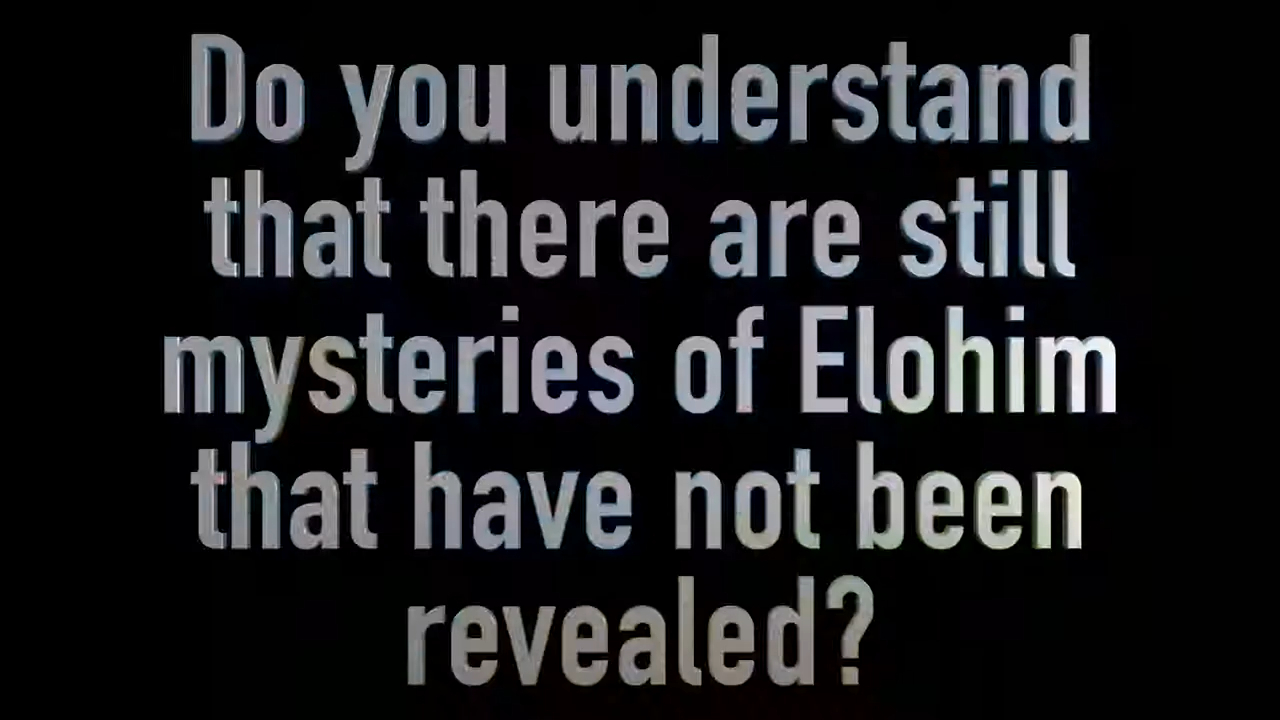 Do you understand
that there are still
mysteries of Elohim
that have not been
revealed?